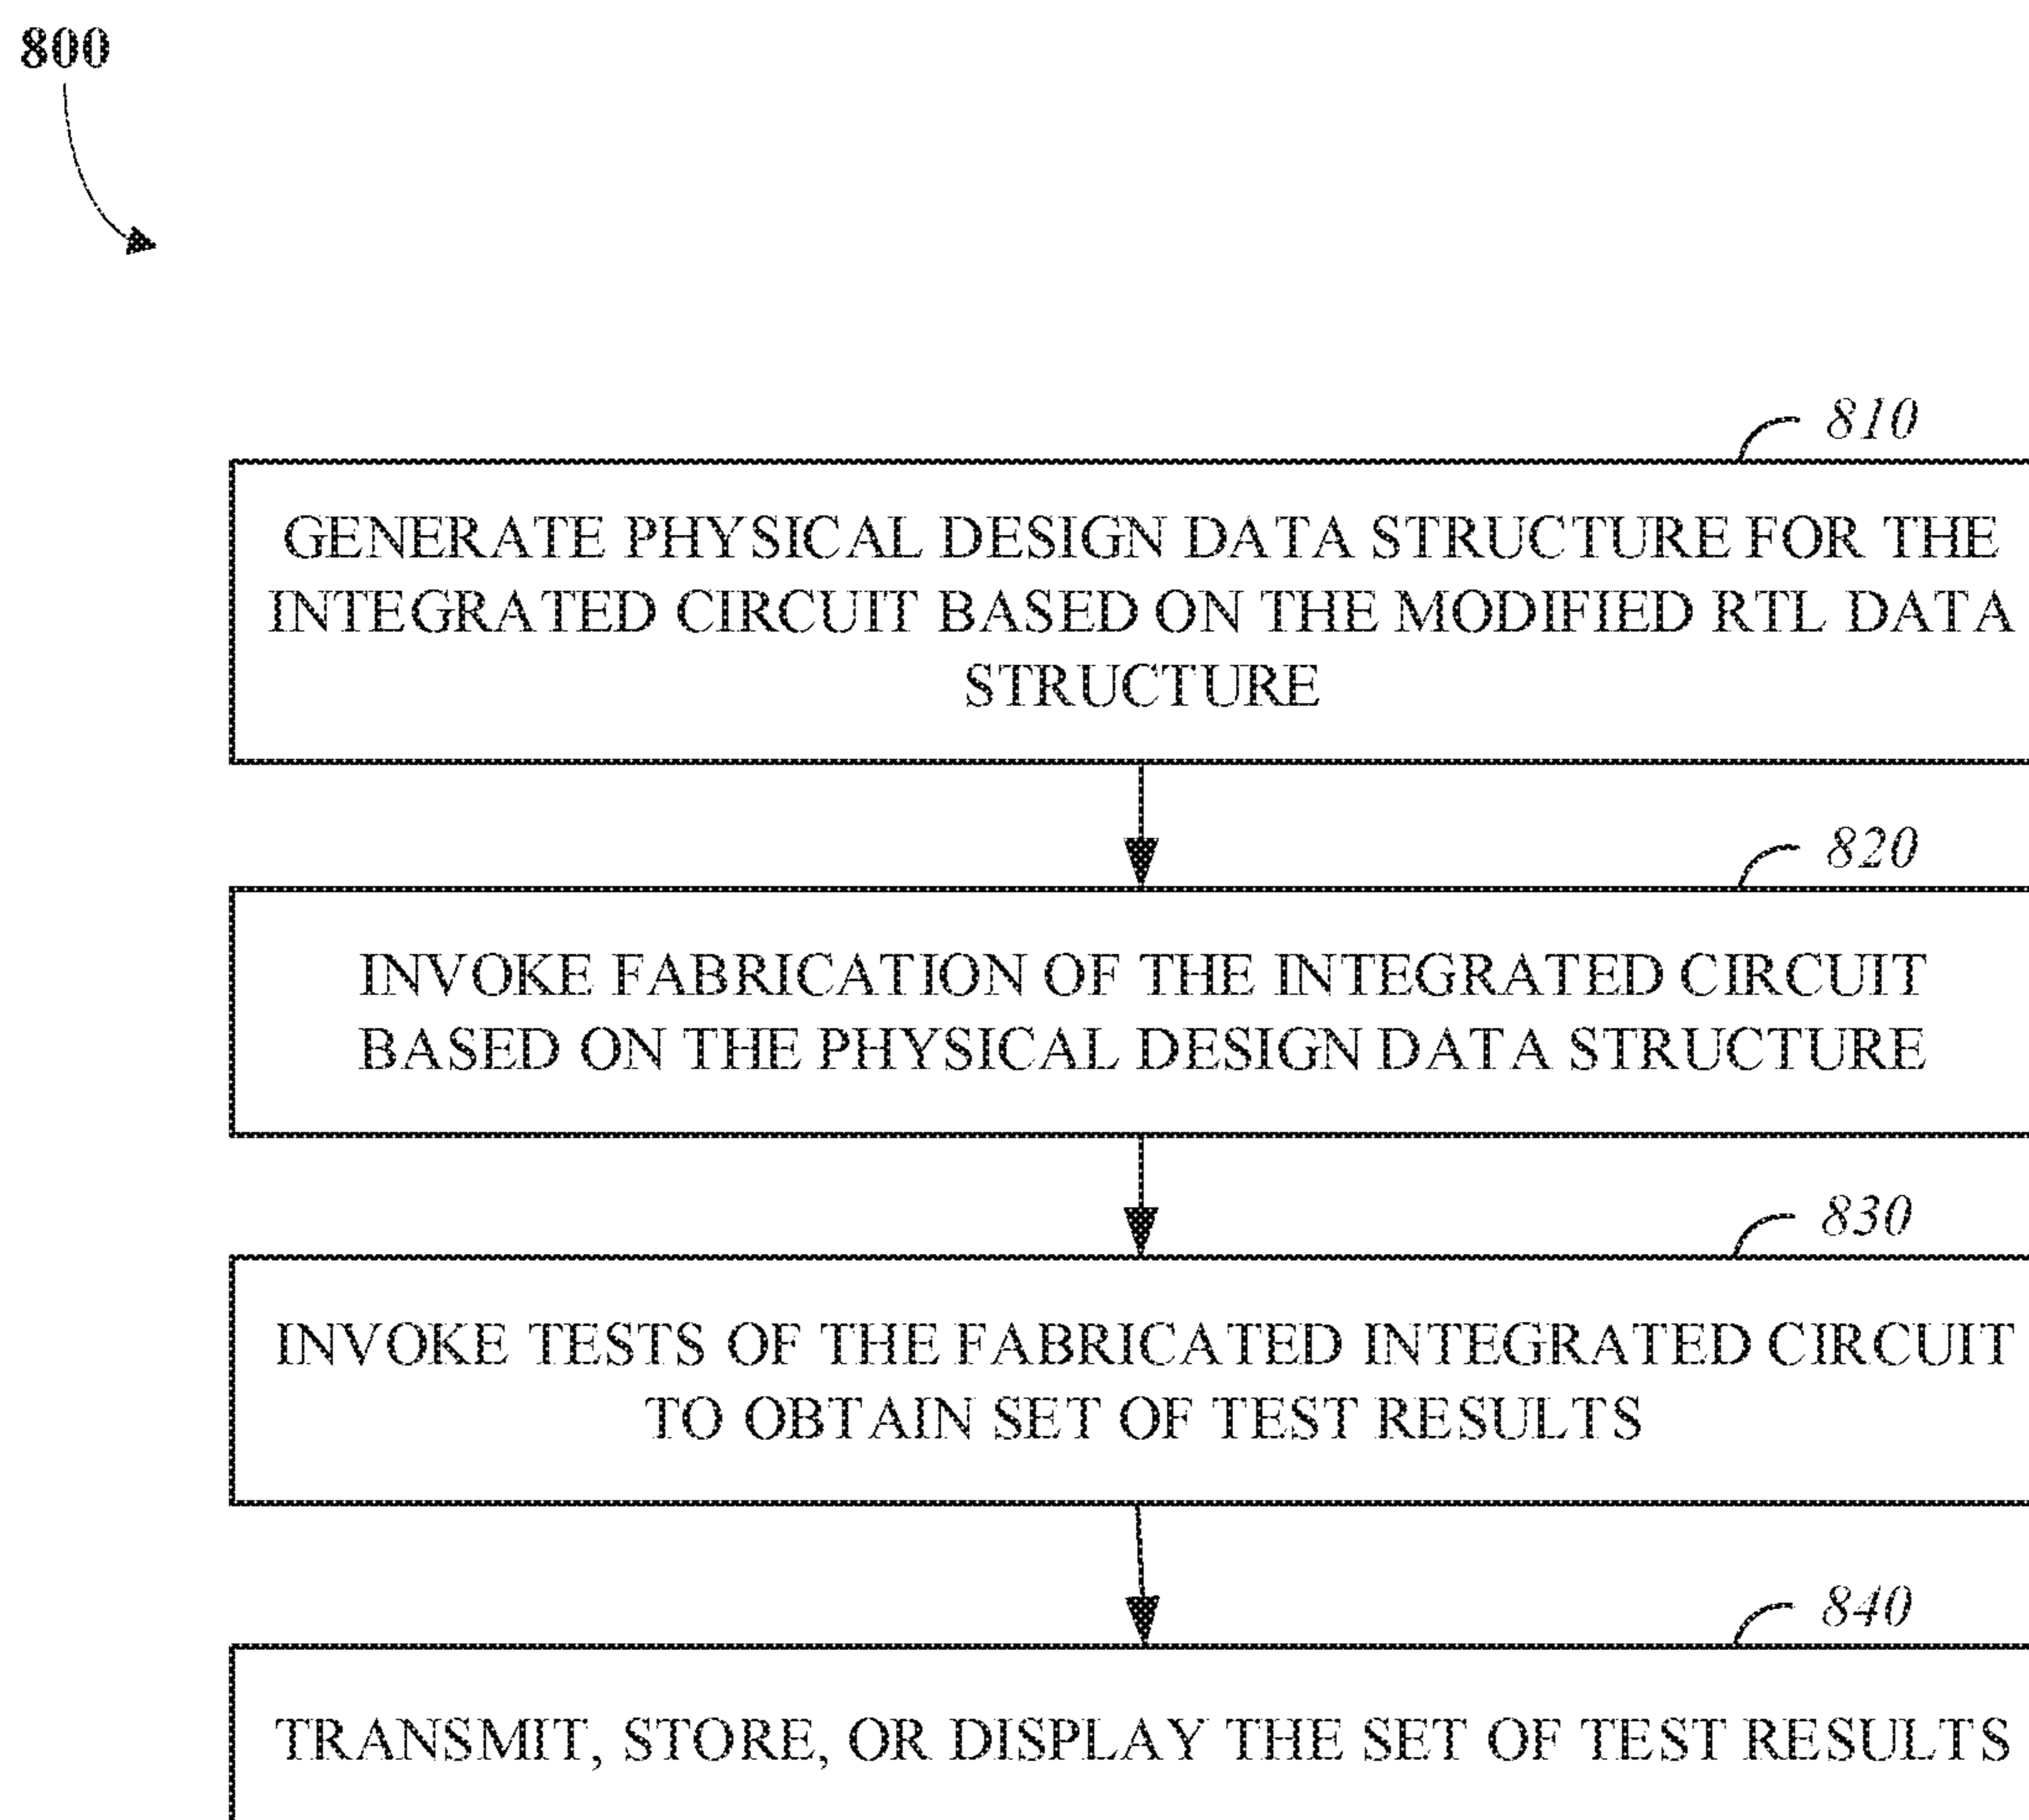 800
810
GENERATE PHYSICAL DESIGN DATA STRUCTURE FOR THE
INTEGRATED CIRCUIT BASED ON THE MODIFIED RTL DATA
STRUCTURE
820
INVOKE FABRICATION OF THE INTEGRATED CIRCUIT
BASED ON THE PHYSICAL DESIGN DATA STRUCTURE
830
INVOKE TESTS OF THE FABRICATED INTEGRATED CIRCUIT
TO OBTAIN SET OF TEST RESULTS
840
TRANSMIT, STORE, OR DISPLAY THE SET OF TEST RESULTS